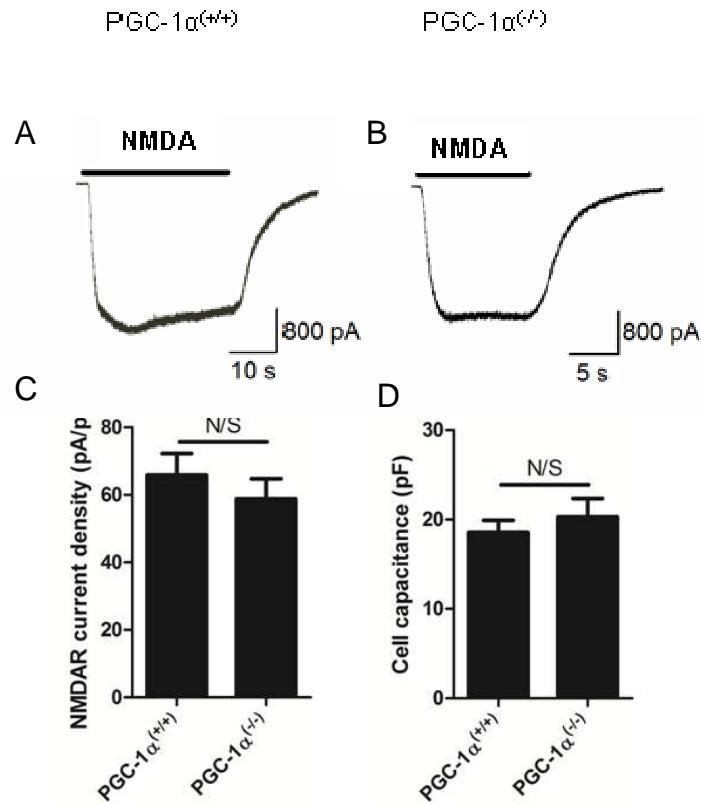 PGC-1α(+/+)
PGC-1α(-/-)
A
NMDA
800 pA
10 s
B
NMDA
800 pA
5 s
C
NMDAR current density (pA/p
80
60
40
20
0
N/S
PGC-1α(+/+)
PGC-1α(-/-)
D
Cell capacitance (pF)
30
20
10
0
N/S
PGC-1α(+/+)
PGC-1α(-/-)